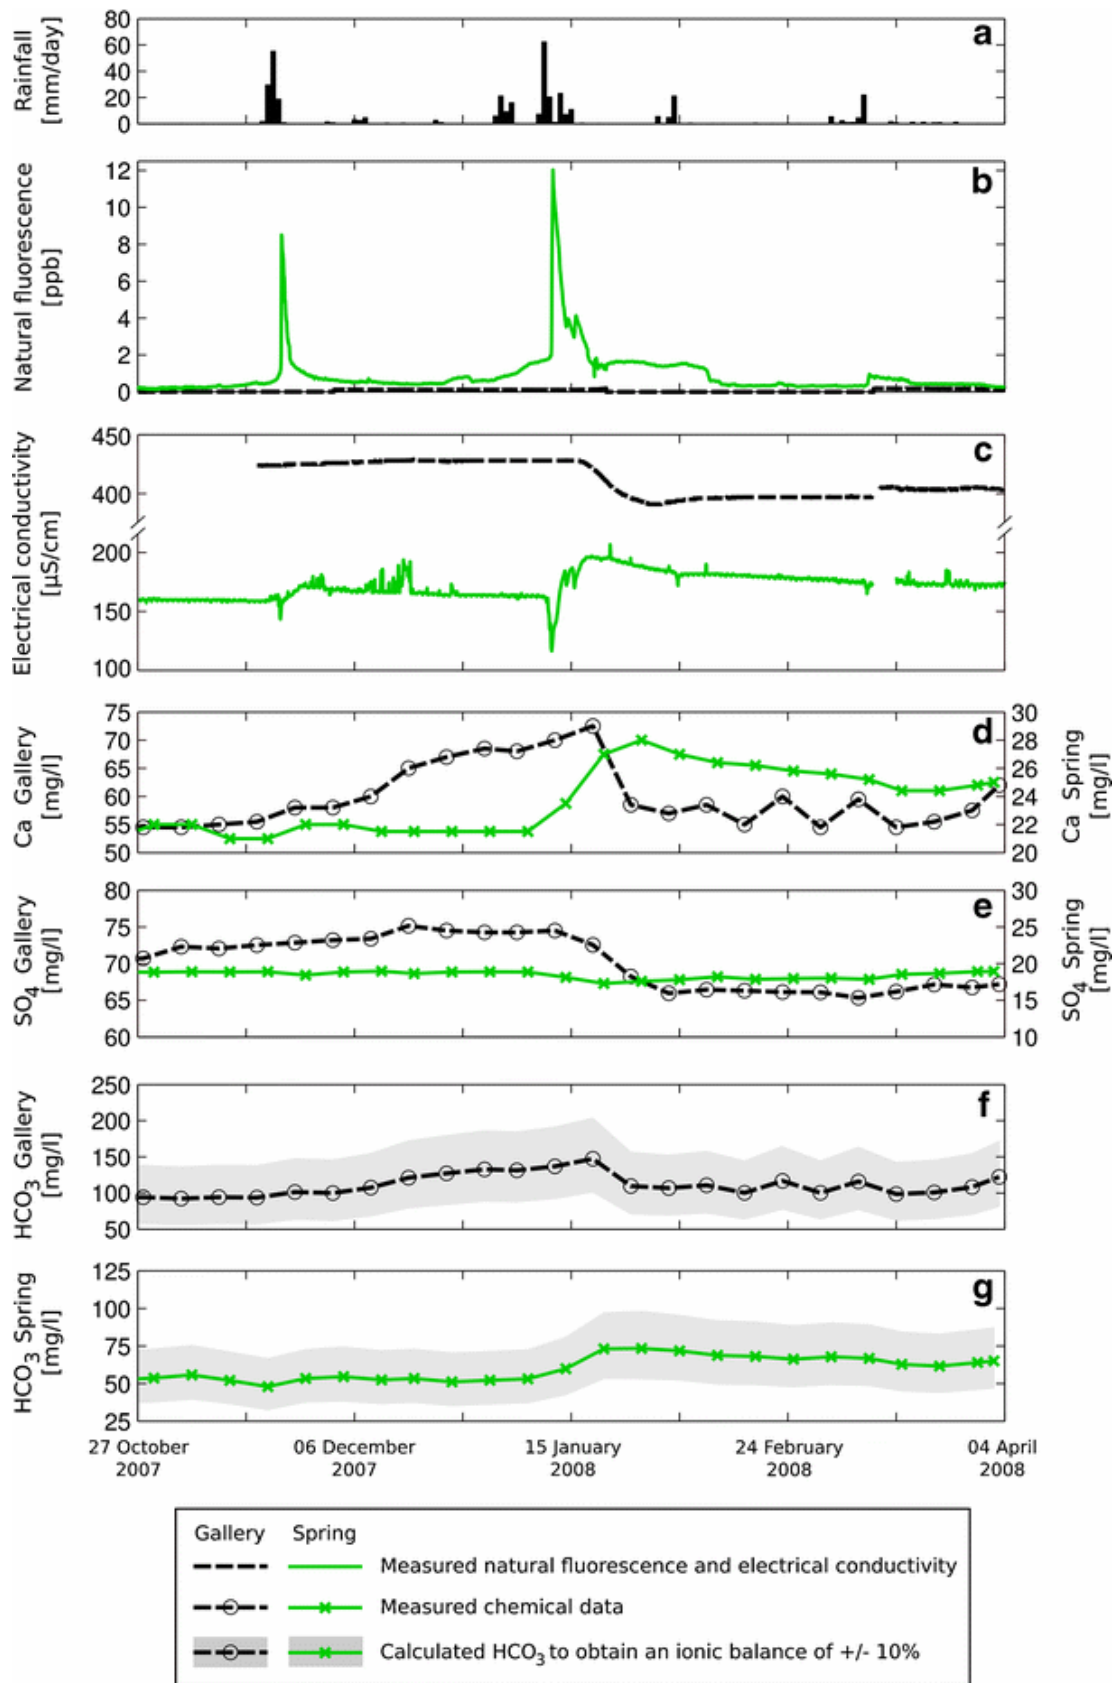 a
Rainfall
[mm/day]
80
60
40
20
0
b
Natural fluorescence
[ppb]
12
10
8
6
4
2
0
c
Electrical conductivity
[µS/cm]
450
400
200
150
100
d
Ca Gallery
[mg/l]
75
70
65
60
55
50
30
28
26
24
22
20
Ca Spring
[mg/l]
e
SO4 Gallery
[mg/l]
80
75
70
65
60
30
25
20
15
10
SO4 Spring
[mg/l]
f
HCO3 Gallery
[mg/l]
250
200
150
100
50
g
HCO3 Spring
[mg/l]
125
100
75
50
25
27 October
2007
06 December
2007
15 January
2008
24 February
2008
04 April
2008
Gallery Spring
Measured natural fluorescence and electrical conductivity
Measured chemical data
Calculated HCO3 to obtain an ionic balance of +/- 10%